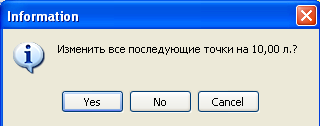 Information
Изменить все последующие точки на 10,00 л.?
Yes No Cancel